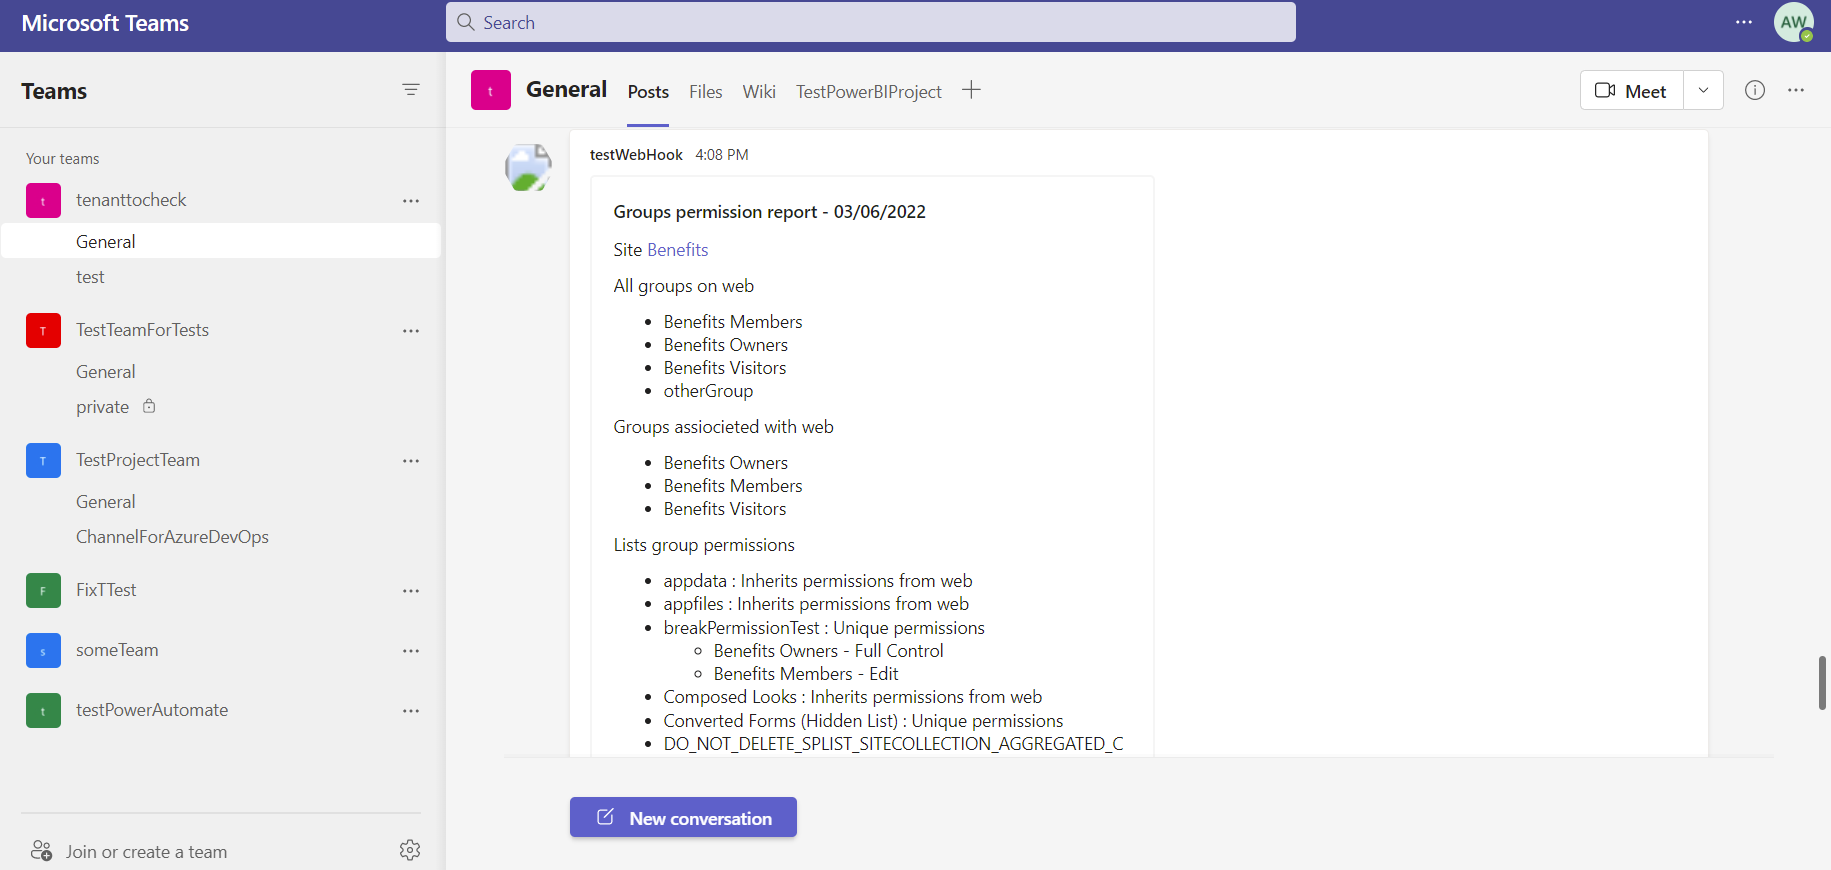 Microsoft Teams
Search
AW
Teams
Your teams
t
tenanttocheck
General
test
T
TestTeamForTests
General
private
T
TestProjectTeam
General
ChannelForAzureDevOps
F
FixTTest
s
someTeam
t
testPowerAutomate
Join or create a team
t
General Posts Files Wiki TestPowerBIProject
Meet
testWebHook 4:08 PM
Groups permission report - 03/06/2022
Site Benefits
All groups on web
• Benefits Members
• Benefits Owners
• Benefits Visitors
• otherGroup
Groups assiocieted with web
• Benefits Owners
• Benefits Members
• Benefits Visitors
Lists group permissions
• appdata : Inherits permissions from web
• appfiles : Inherits permissions from web
• breakPermissionTest : Unique permissions
◦ Benefits Owners - Full Control
◦ Benefits Members - Edit
• Composed Looks : Inherits permissions from web
• Converted Forms (Hidden List) : Unique permissions
• DO_NOT_DELETE_SPLIST_SITECOLLECTION_AGGREGATED_C
New conversation